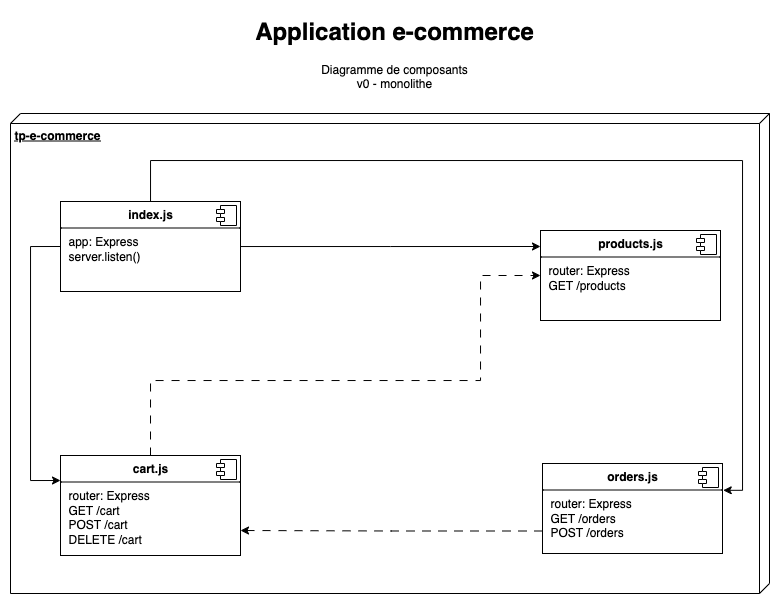 Application e-commerce
Diagramme de composants
v0 - monolithe
tp-e-commerce
index.js
app: Express
server.listen()
products.js
router: Express
GET /products
cart.js
router: Express
GET /cart
POST /cart
DELETE /cart
orders.js
router: Express
GET /orders
POST /orders